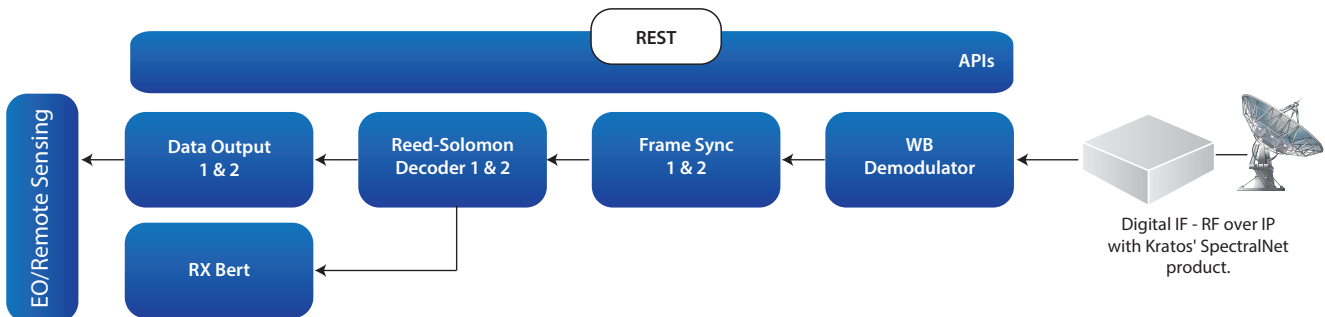 REST
APIs
EO/Remote Sensing
Data Output
1 & 2
Reed-Solomon
Decoder 1 & 2
Frame Sync
1 & 2
WB
Demodulator
RX Bert
Digital IF - RF over IP
with Kratos' SpectralNet
product.